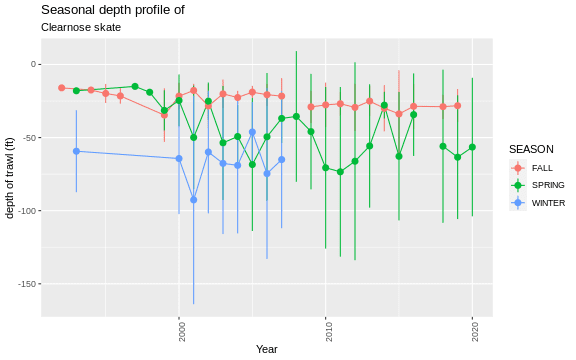 Seasonal depth profile of
Clearnose skate
0
-50
-100
-150
depth of trawl (ft)
2000
2010
2020
Year
SEASON
FALL
SPRING
WINTER